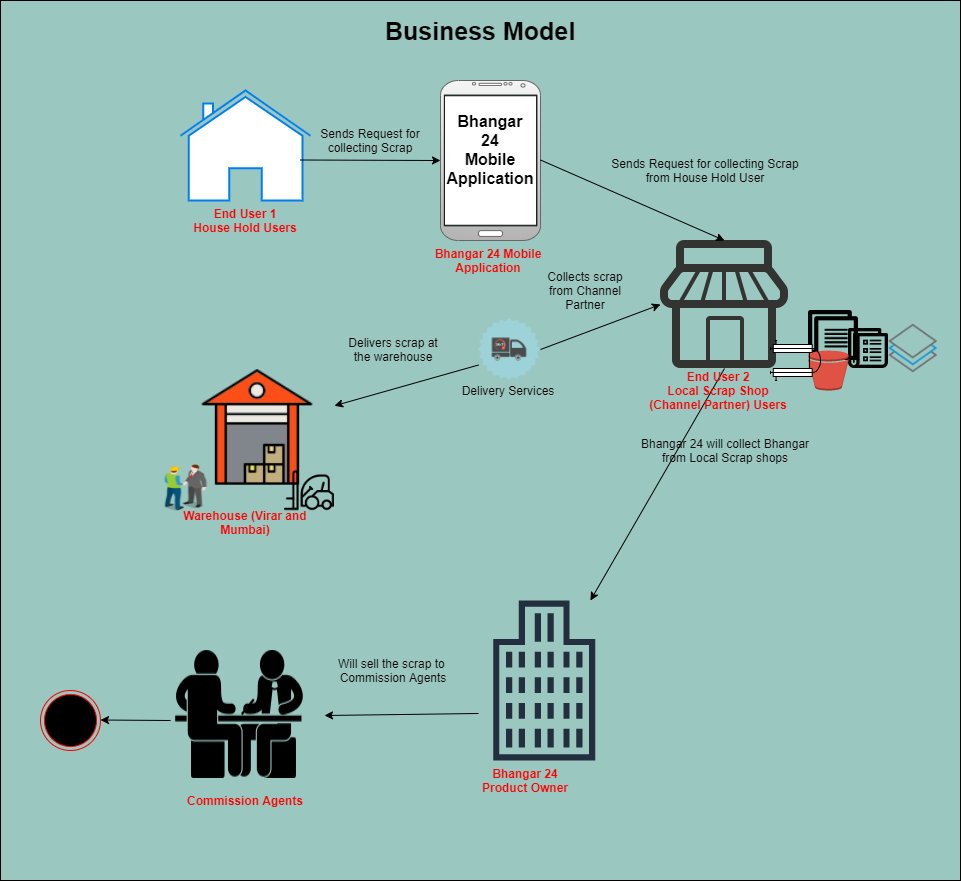 Business Model
Bhangar
24
Mobile
Application
Sends Request for
collecting Scrap
Sends Request for collecting Scrap
from House Hold User
End User 1
House Hold Users
Bhangar 24 Mobile
Application
Collects scrap
from Channel
Partner
Delivers scrap at
the warehouse
Delivery Services
End User 2
Local Scrap Shop
(Channel Partner) Users
Bhangar 24 will collect Bhangar
from Local Scrap shops
Warehouse (Virar and
Mumbai)
Will sell the scrap to
Commission Agents
Bhangar 24
Product Owner
Commission Agents